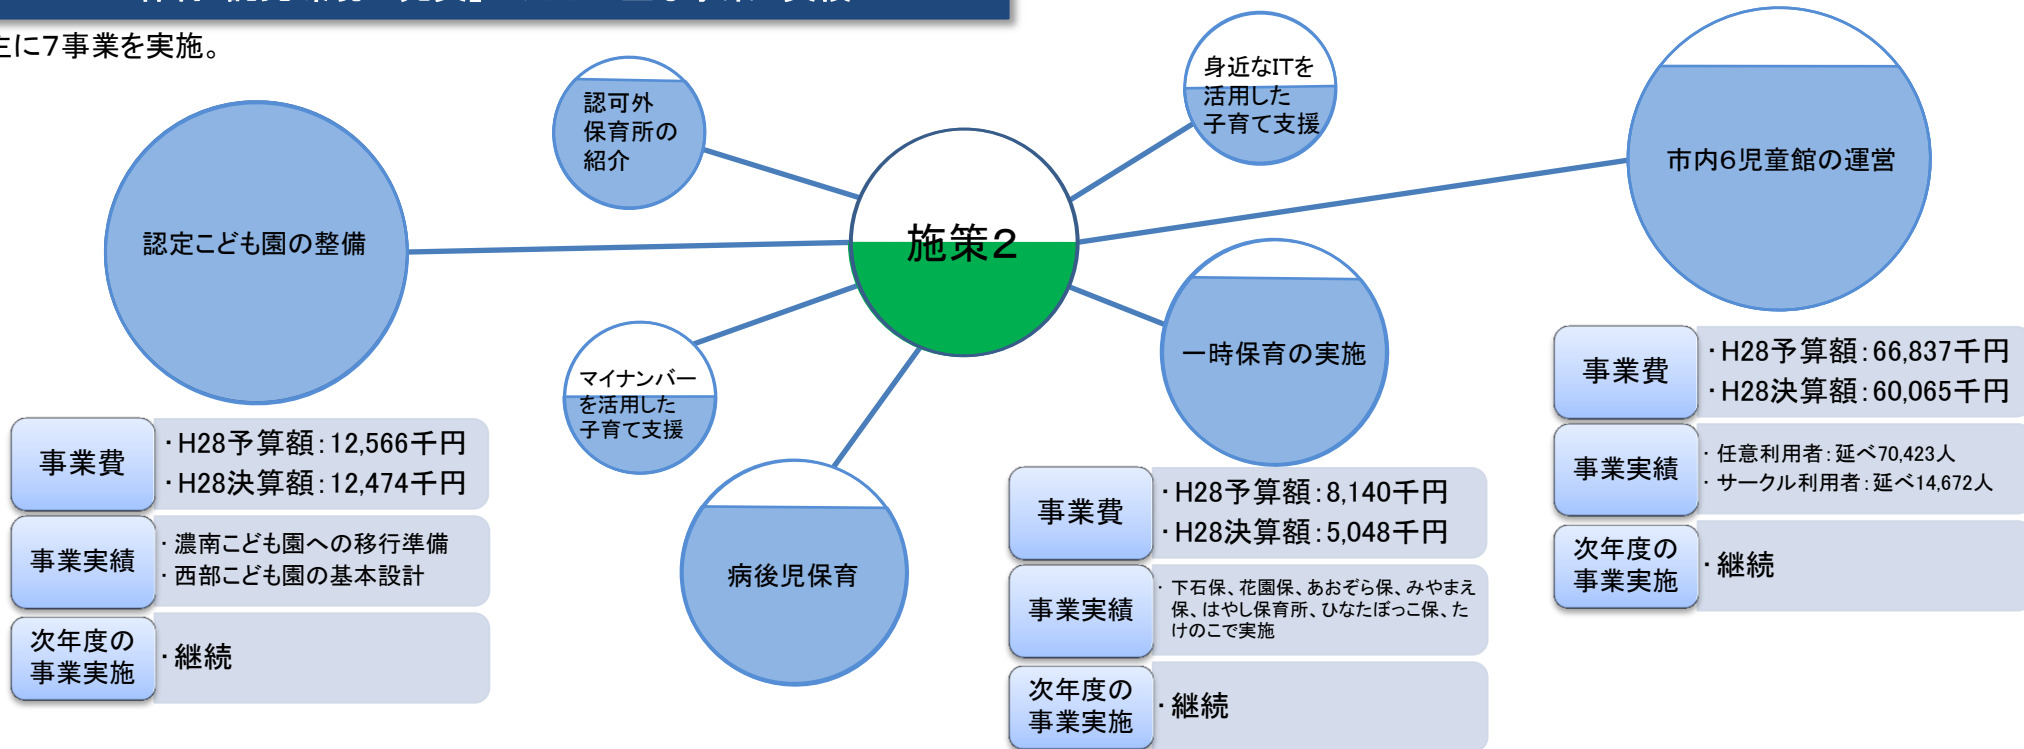 主に7事業を実施。
認可外
保育所の
紹介
身近なITを
活用した
子育て支援
市内6児童館の運営
認定こども園の整備
施策2
一時保育の実施
マイナンバー
を活用した
子育て支援
病後児保育
事業費
・H28予算額：12,566千円
・H28決算額：12,474千円
事業実績
・濃南こども園への移行準備
・西部こども園の基本設計
次年度の
事業実施
・継続
事業費
・H28予算額：8,140千円
・H28決算額：5,048千円
事業実績
・下石保、花園保、あおぞら保、みやまえ
保、はやし保育所、ひなたぼっこ保、た
けのこで実施
次年度の
事業実施
・継続
事業費
・H28予算額：66,837千円
・H28決算額：60,065千円
事業実績
・任意利用者：延べ70,423人
・サークル利用者：延べ14,672人
次年度の
事業実施
・継続